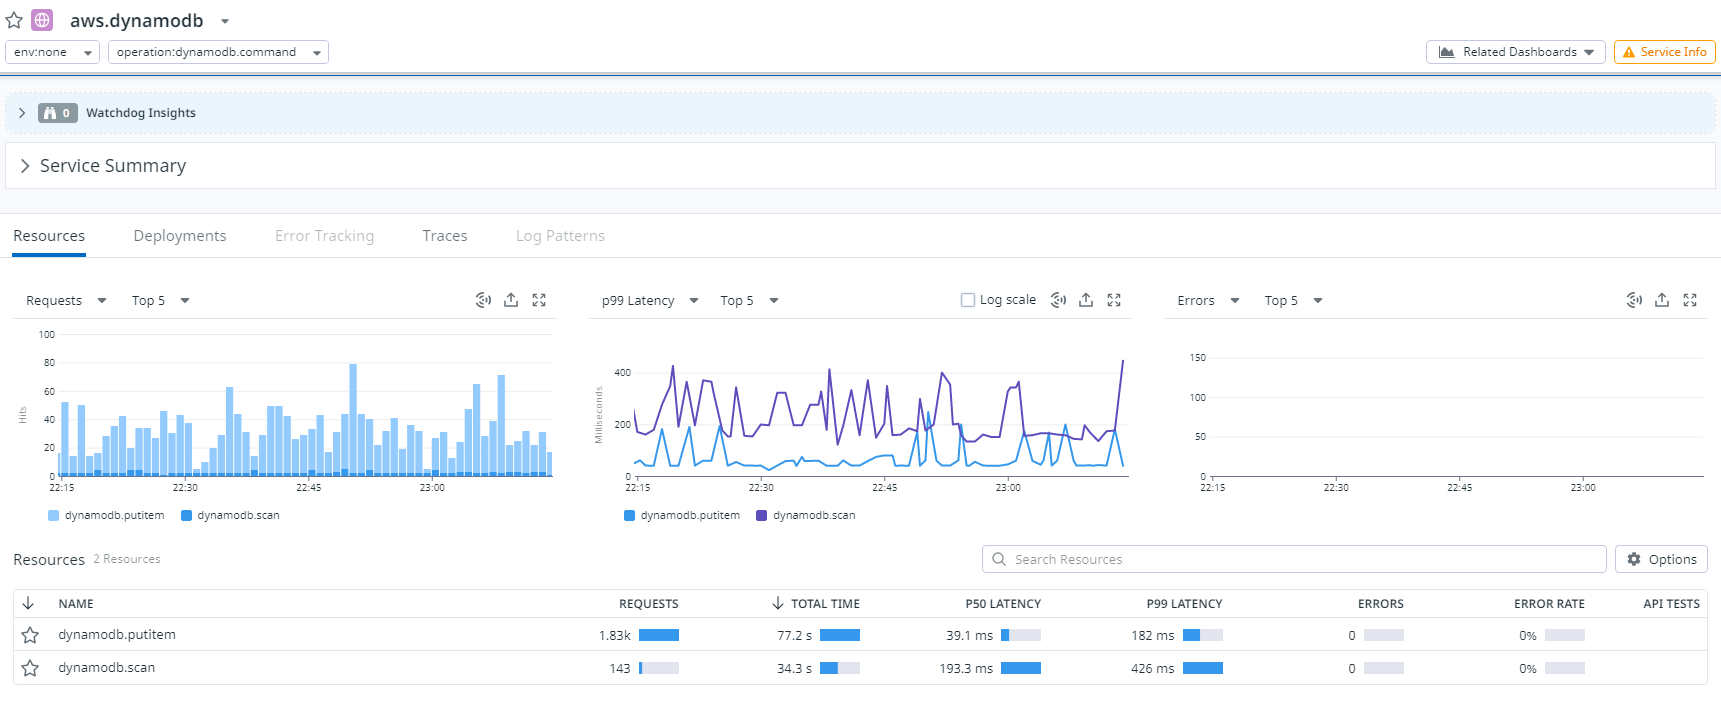 aws.dynamodb
env:none operation:dynamodb.command Related Dashboards Service Info
0 Watchdog Insights
Service Summary
Resources Deployments Error Tracking Traces Log Patterns
Requests Top 5
100
80
60
40
20
0
Hits
22:15 22:30 22:45 23:00
dynamodb.putitem dynamodb.scan
p99 Latency Top 5 Log scale
400
200
0
Milliseconds
22:15 22:30 22:45 23:00
dynamodb.putitem dynamodb.scan
Errors Top 5
150
100
50
0
22:15 22:30 22:45 23:00
Resources 2 Resources Search Resources Options
NAME REQUESTS TOTAL TIME P50 LATENCY P99 LATENCY ERRORS ERROR RATE API TESTS
dynamodb.putitem 1.83k 77.2 s 39.1 ms 182 ms 0 0%
dynamodb.scan 143 34.3 s 193.3 ms 426 ms 0 0%